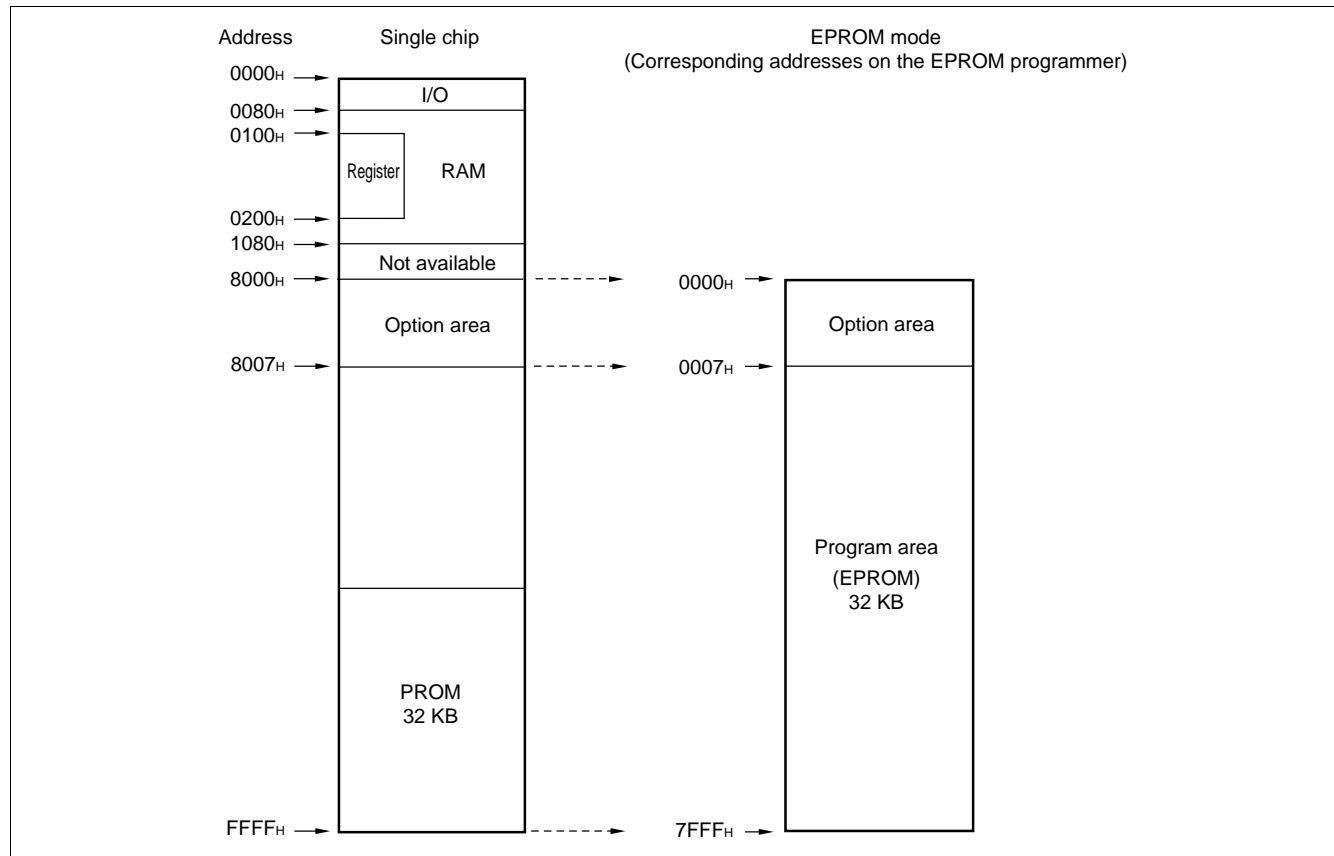 Address Single chip EPROM mode
(Corresponding addresses on the EPROM programmer)
0000H
I/O
0080H
0100H
Register RAM
0200H
1080H
Not available
8000H 0000H
Option area Option area
8007H 0007H
Program area
(EPROM)
32 KB
PROM
32 KB
FFFFH 7FFFH